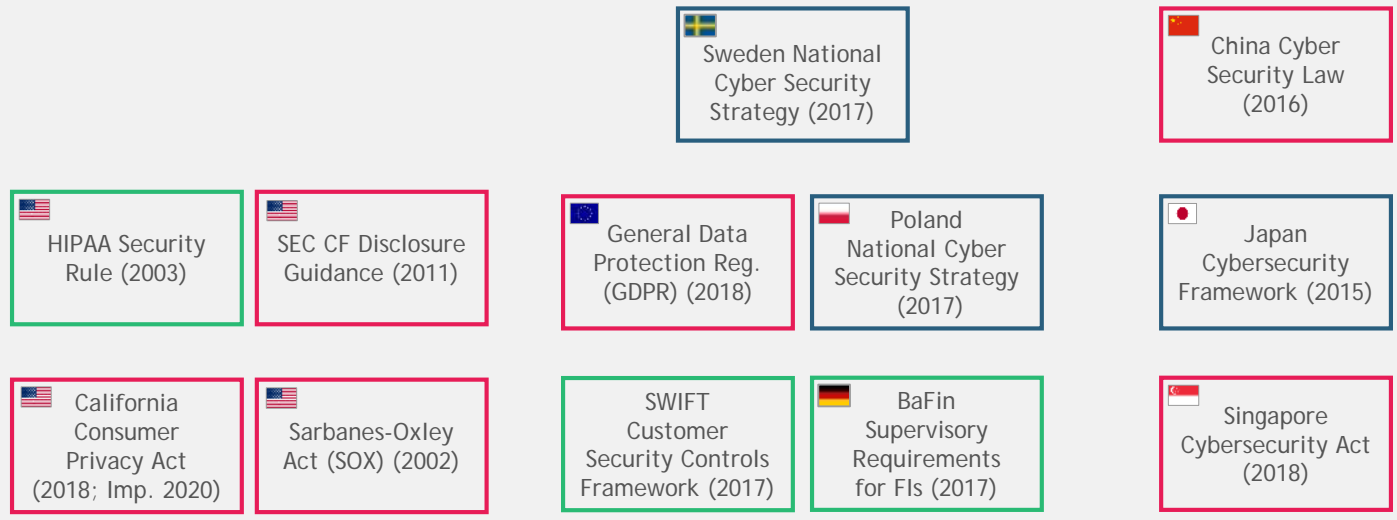 Sweden National
Cyber Security
Strategy (2017)
China Cyber
Security Law
(2016)
HIPAA Security
Rule (2003)
SEC CF Disclosure
Guidance (2011)
General Data
Protection Reg.
(GDPR) (2018)
Poland
National Cyber
Security Strategy
(2017)
Japan
Cybersecurity
Framework (2015)
California
Consumer
Privacy Act
(2018; Imp. 2020)
Sarbanes-Oxley
Act (SOX) (2002)
SWIFT
Customer
Security Controls
Framework (2017)
BaFin
Supervisory
Requirements
for FIs (2017)
Singapore
Cybersecurity Act
(2018)